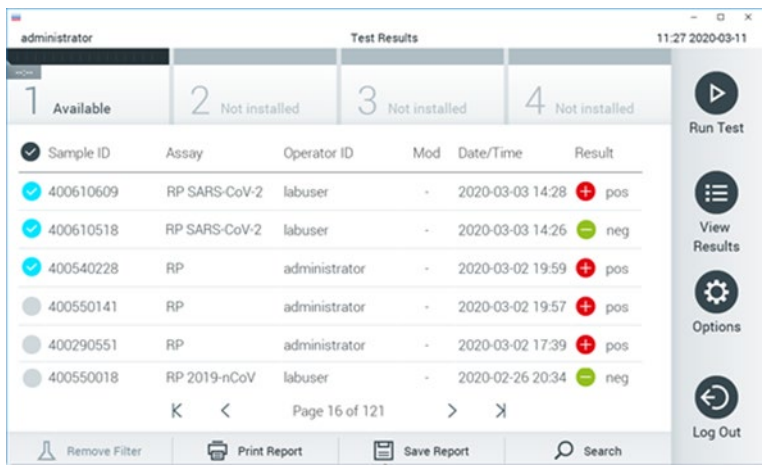 administrator Test Results 11:27 2020-03-11
1 Available 2 Not installed 3 Not installed 4 Not installed
Run Test
Sample ID Assay Operator ID Mod Date/Time Result
400610609 RP SARS-CoV-2 labuser - 2020-03-03 14:28 pos
400610518 RP SARS-CoV-2 labuser - 2020-03-03 14:26 neg
View
Results
400540228 RP administrator - 2020-03-02 19:59 pos
400550141 RP administrator - 2020-03-02 19:57 pos
Options
400290551 RP administrator - 2020-03-02 17:39 pos
400550018 RP 2019-nCoV labuser - 2020-02-26 20:34 neg
Page 16 of 121
Log Out
Remove Filter Print Report Save Report Search